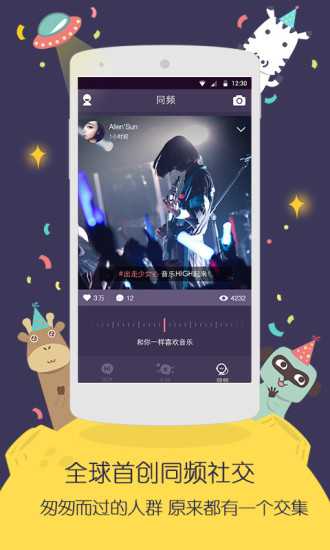 12:30
同频
Allen'Sun
1小时前
#出走少女心 音乐HIGH起来!
3万 12 4232
和你一样喜欢音乐
Hi
同频
全球首创同频社交
匆匆而过的人群 原来都有一个交集